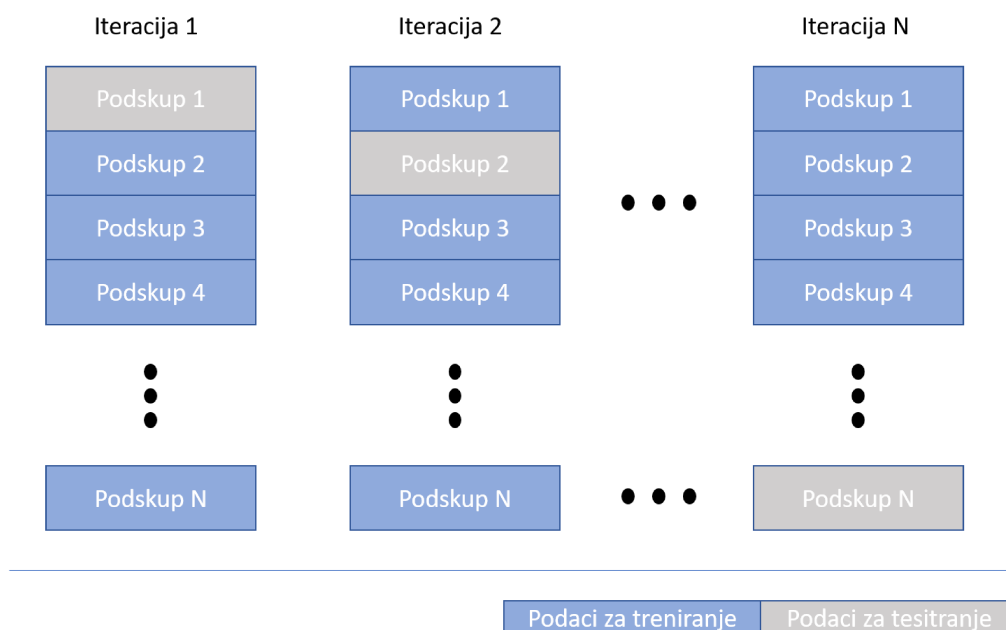 Iteracija 1
Podskup 1
Podskup 2
Podskup 3
Podskup 4
Podskup N
Iteracija 2
Podskup 1
Podskup 2
Podskup 3
Podskup 4
Podskup N
Iteracija N
Podskup 1
Podskup 2
Podskup 3
Podskup 4
Podskup N
Podaci za treniranje
Podaci za tesitranje